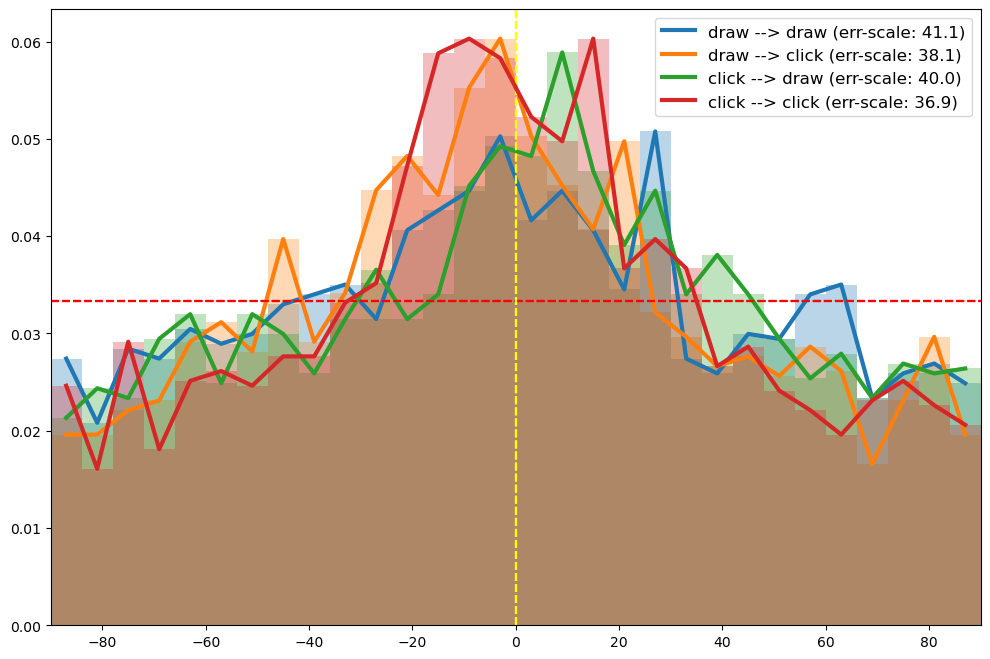 draw --> draw (err-scale: 41.1)
draw --> click (err-scale: 38.1)
click --> draw (err-scale: 40.0)
click --> click (err-scale: 36.9)
0.06
0.05
0.04
0.03
0.02
0.01
0.00
−80 −60 −40 −20 0 20 40 60 80